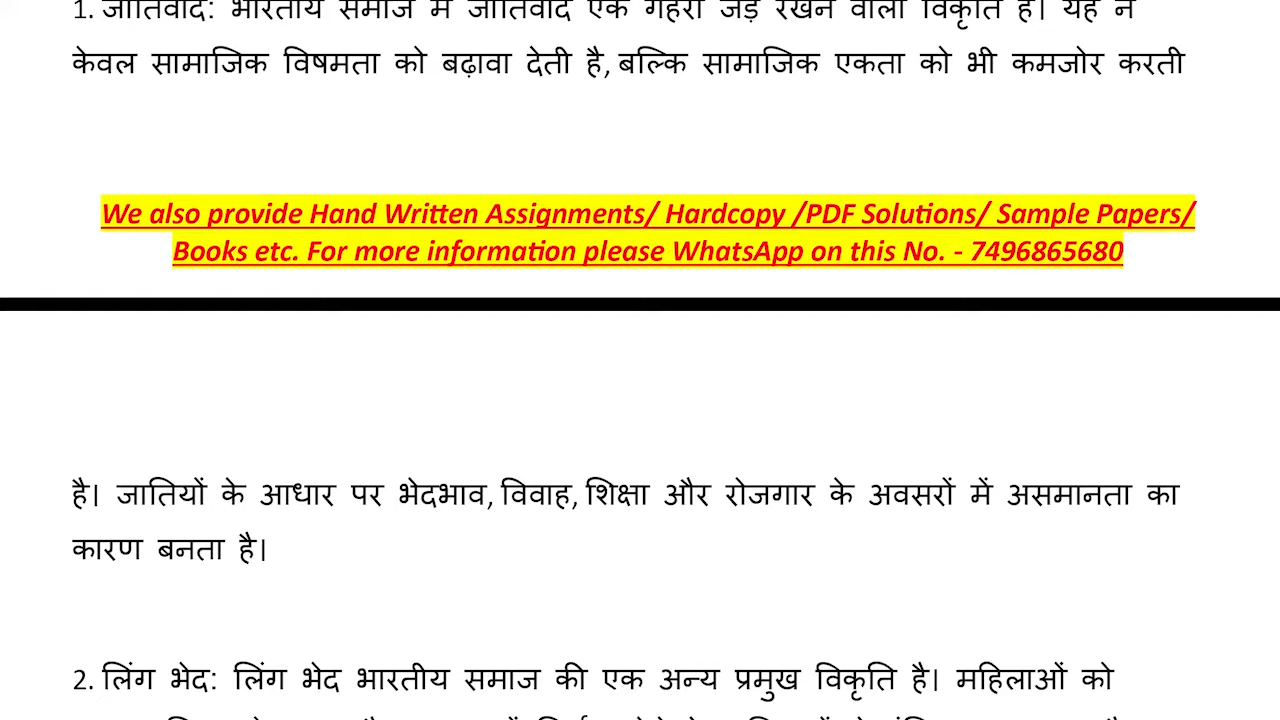 1. जातिवाद: भारतीय समाज में जातिवाद एक गहरी जड़ें रखने वाली विकृति है। यह न
केवल सामाजिक विषमता को बढ़ावा देती है, बल्कि सामाजिक एकता को भी कमजोर करती
We also provide Hand Written Assignments/ Hardcopy /PDF Solutions/ Sample Papers/
Books etc. For more information please WhatsApp on this No. - 7496865680
है। जातियों के आधार पर भेदभाव, विवाह, शिक्षा और रोजगार के अवसरों में असमानता का
कारण बनता है।
2. लिंग भेद: लिंग भेद भारतीय समाज की एक अन्य प्रमुख विकृति है। महिलाओं को